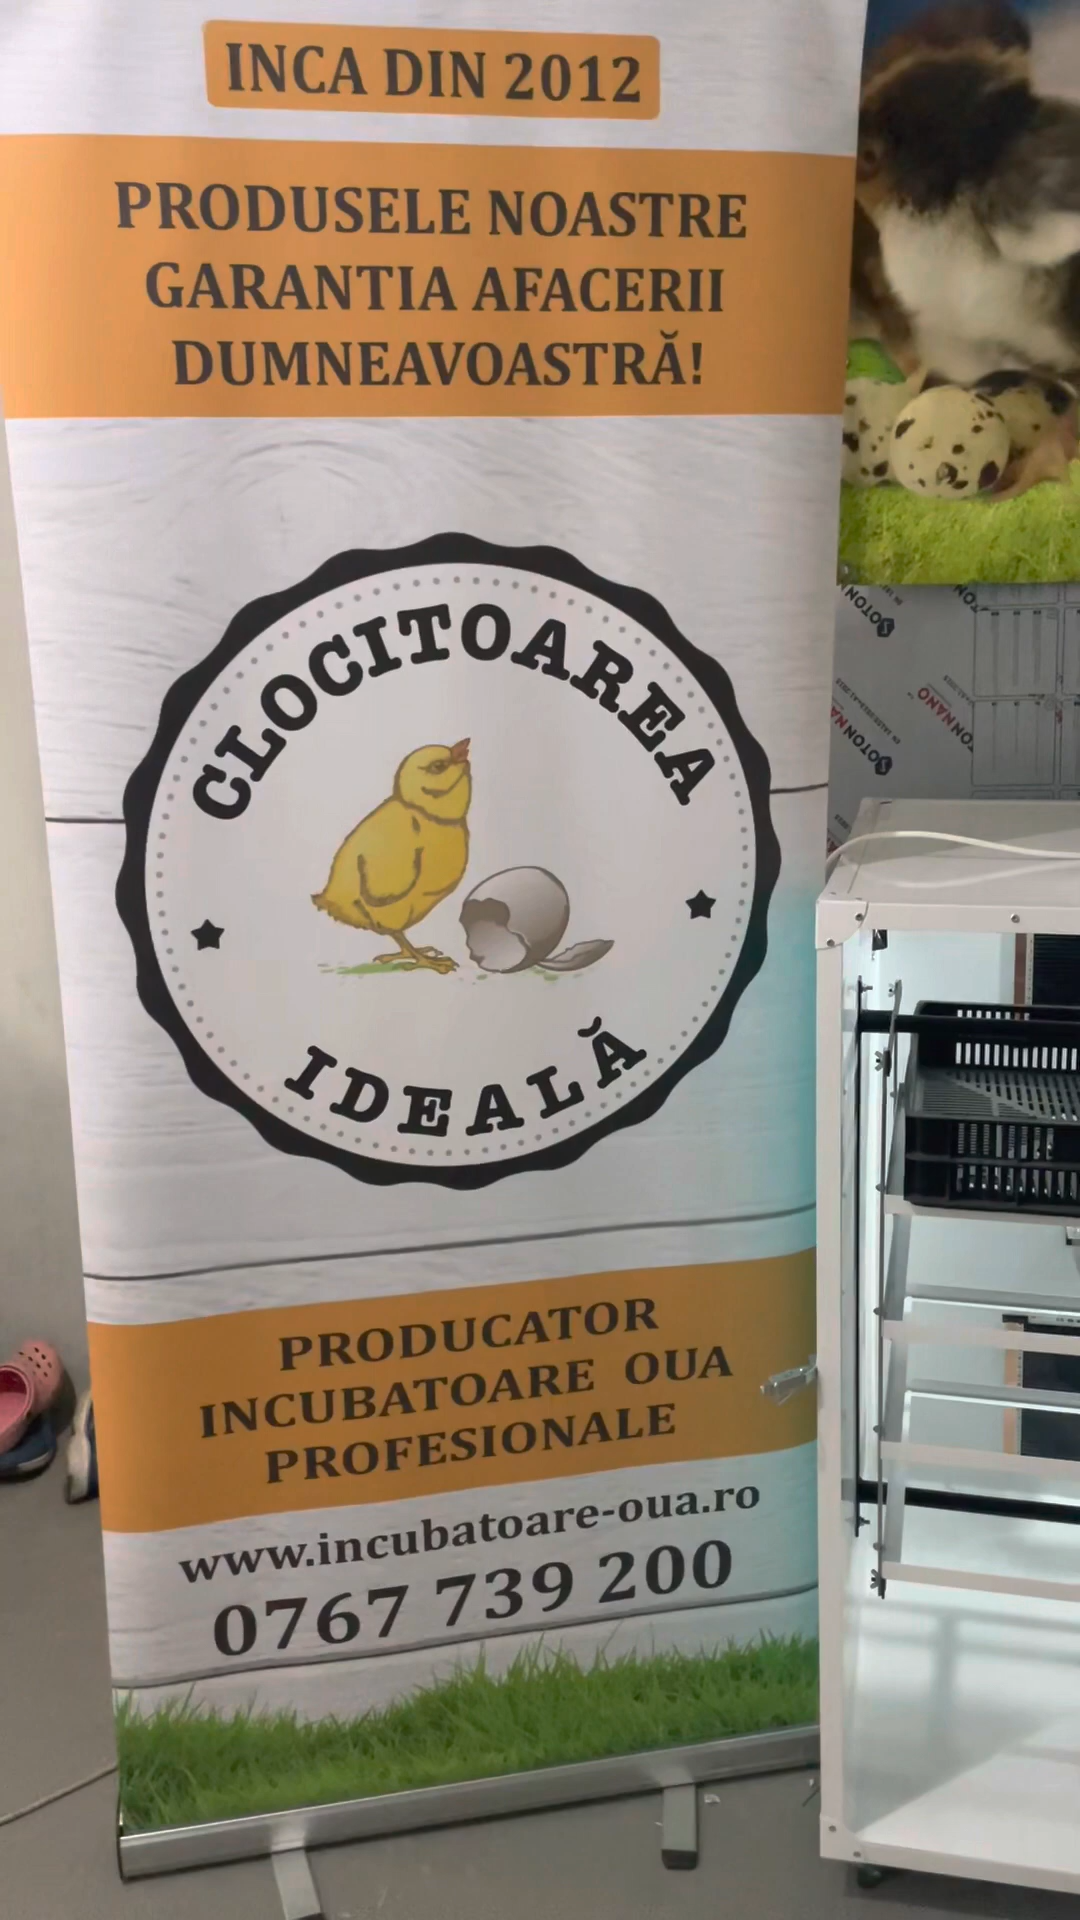 INCA DIN 2012
PRODUSELE NOASTRE
GARANTIA AFACERII
DUMNEAVOASTRĂ!
CLOCITOAREA
IDEALĂ
PRODUCATOR
INCUBATOARE OUA
PROFESIONALE
www.incubatoare-oua.ro
0767 739 200